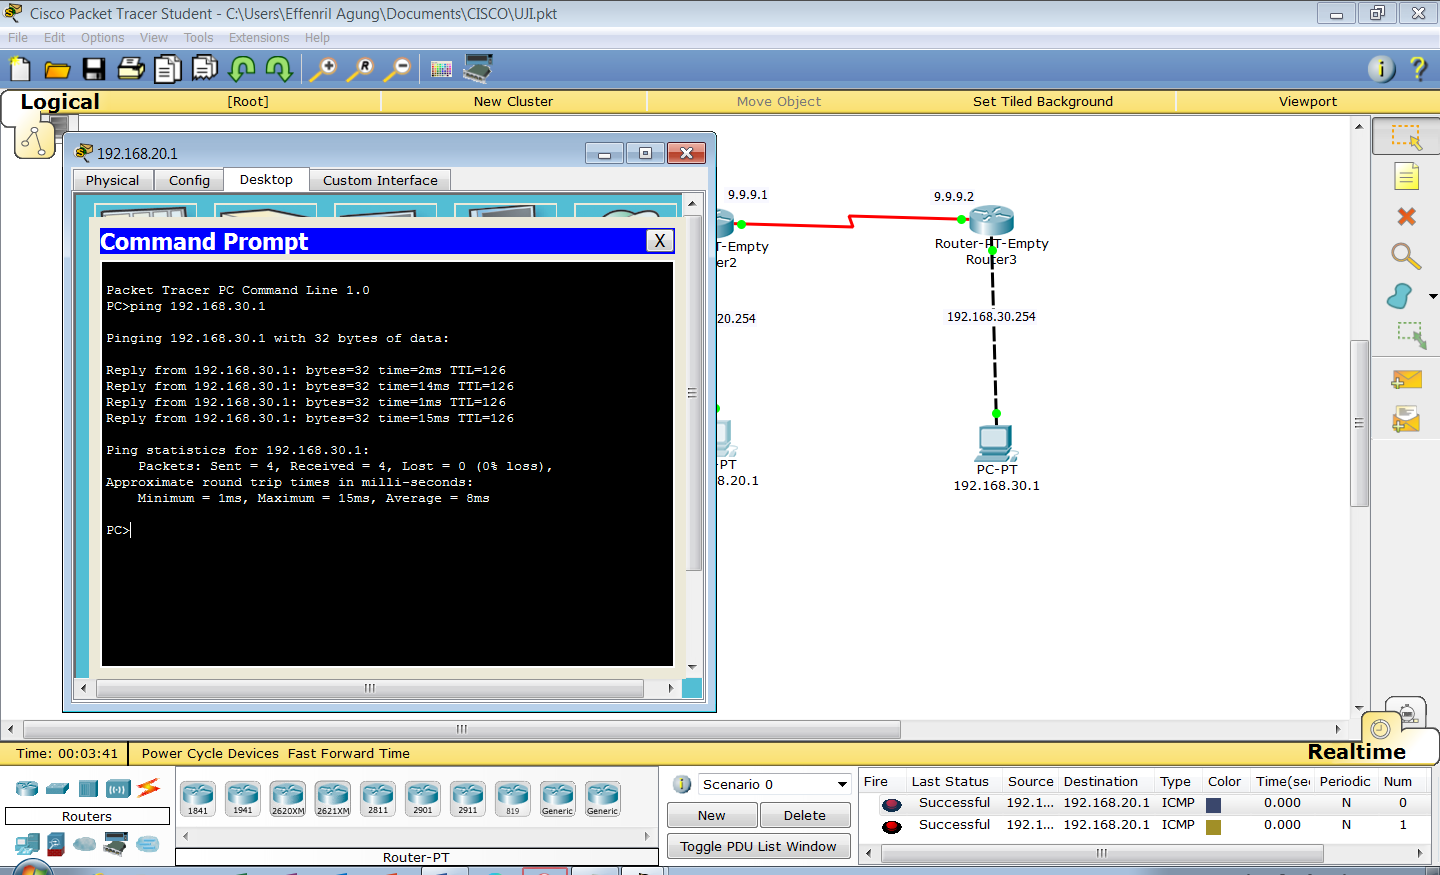 Cisco Packet Tracer Student - C:\Users\Effenril Agung\Documents\CISCO\UJI.pkt
File Edit Options View Tools Extensions Help
Logical [Root] New Cluster Move Object Set Tiled Background Viewport
192.168.20.1
Physical Config Desktop Custom Interface
Command Prompt X
Packet Tracer PC Command Line 1.0
PC>ping 192.168.30.1
Pinging 192.168.30.1 with 32 bytes of data:
Reply from 192.168.30.1: bytes=32 time=2ms TTL=126
Reply from 192.168.30.1: bytes=32 time=14ms TTL=126
Reply from 192.168.30.1: bytes=32 time=1ms TTL=126
Reply from 192.168.30.1: bytes=32 time=15ms TTL=126
Ping statistics for 192.168.30.1:
Packets: Sent = 4, Received = 4, Lost = 0 (0% loss),
Approximate round trip times in milli-seconds:
Minimum = 1ms, Maximum = 15ms, Average = 8ms
PC>
9.9.9.1
9.9.9.2
T-Empty
er2
Router-PT-Empty
Router3
20.254
192.168.30.254
-PT
8.20.1
PC-PT
192.168.30.1
Time: 00:03:41 Power Cycle Devices Fast Forward Time
Realtime
Routers
1841 1941 2620XM 2621XM 2811 2901 2911 819 Generic Generic
Router-PT
Scenario 0
New Delete
Toggle PDU List Window
Fire Last Status Source Destination Type Color Time(sec Periodic Num
Successful 192.1... 192.168.20.1 ICMP 0.000 N 0
Successful 192.1... 192.168.20.1 ICMP 0.000 N 1